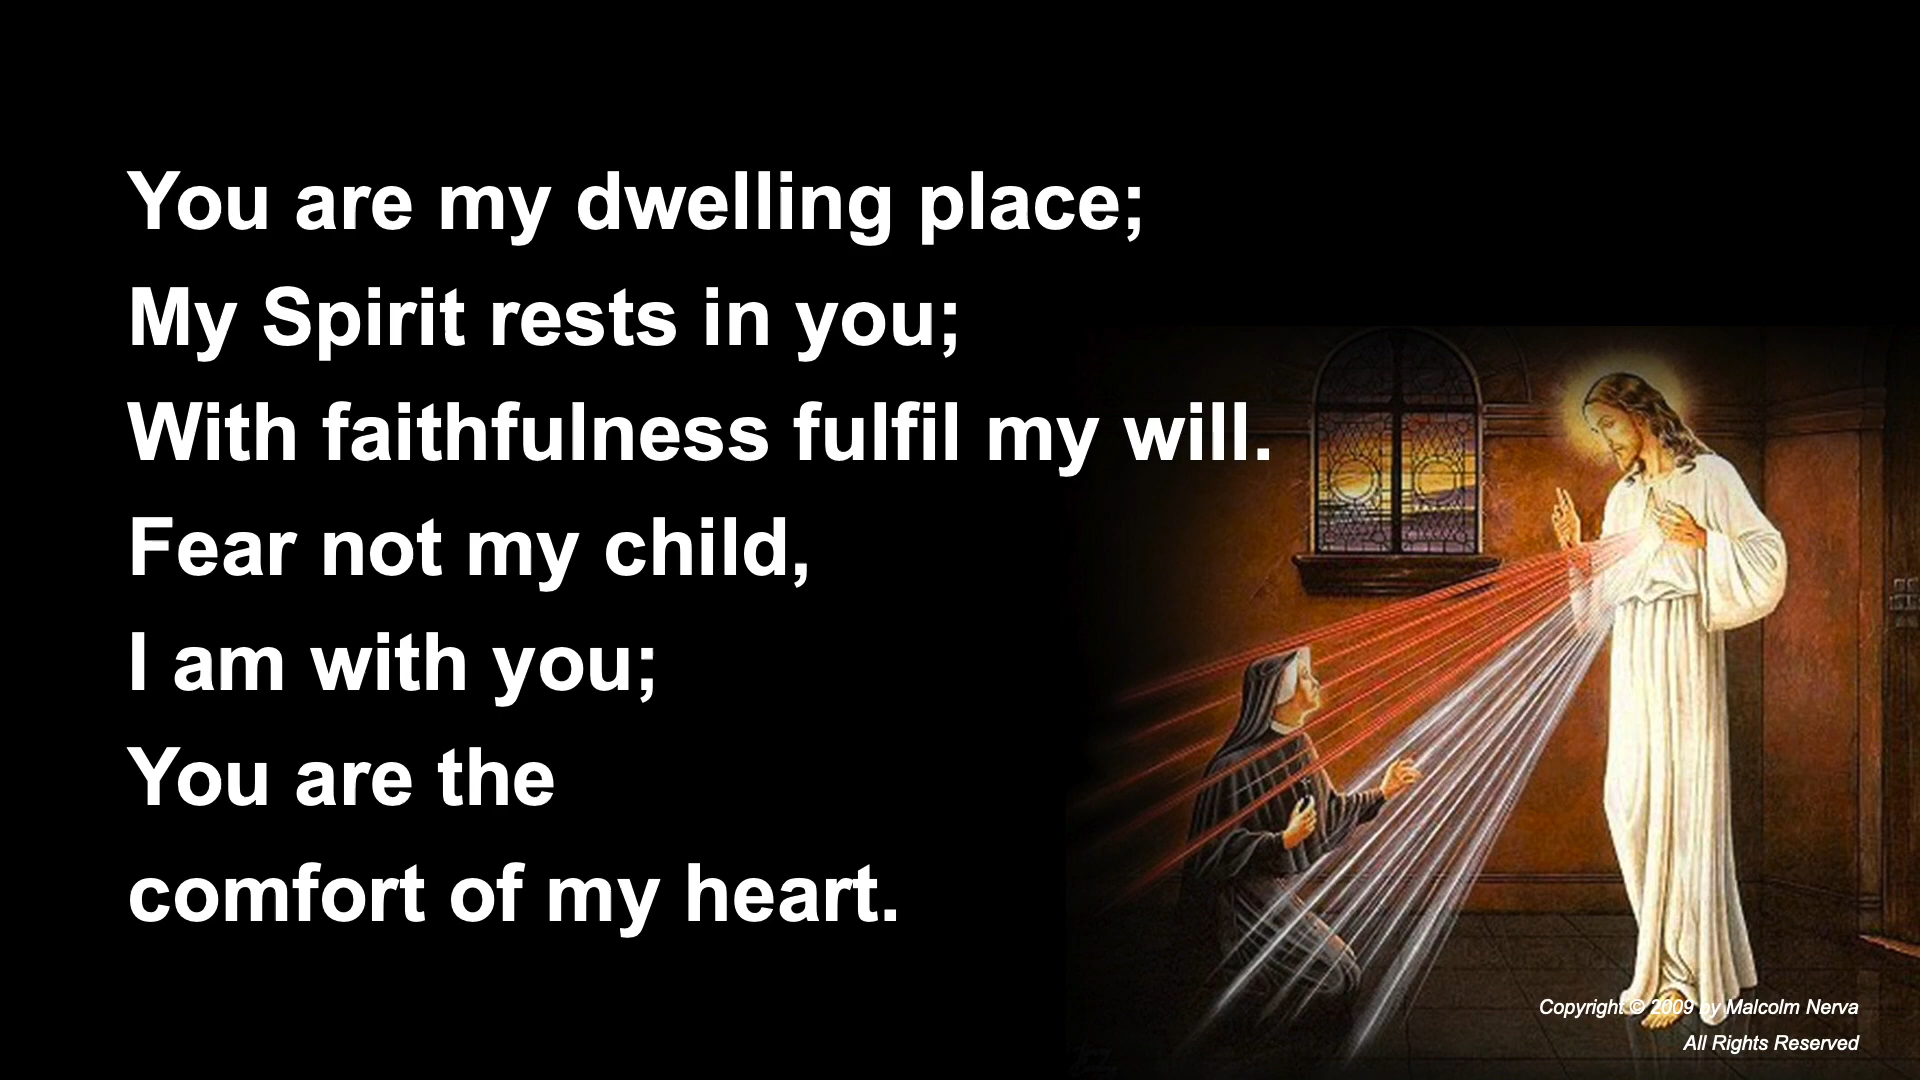 You are my dwelling place;
My Spirit rests in you;
With faithfulness fulfil my will.
Fear not my child,
I am with you;
You are the
comfort of my heart.
Copyright © 2009 by Malcolm Nerva
All Rights Reserved